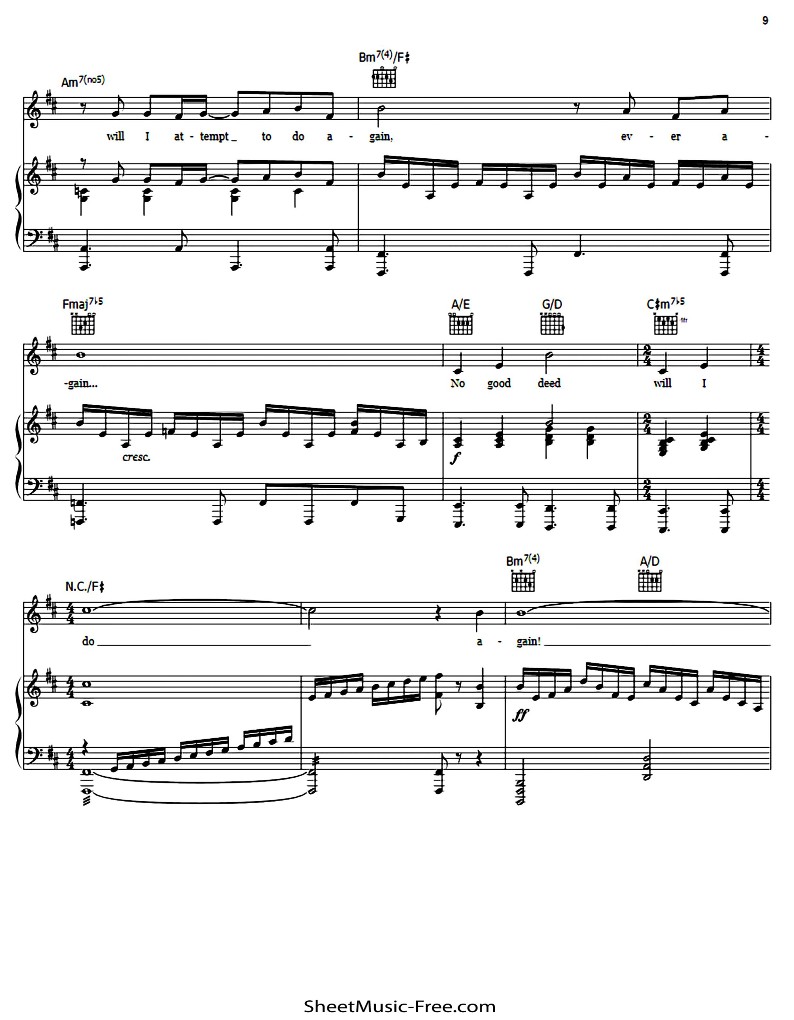 9
Am7(no5) Bm7(4)/F♯
will I at - tempt _ to do a - gain, ev - er a -
Fmaj7♭5 A/E G/D C♯m7♭5
-gain... No good deed will I
cresc. f
N.C./F♯ Bm7(4) A/D
do a - gain!
ff
SheetMusic-Free.com